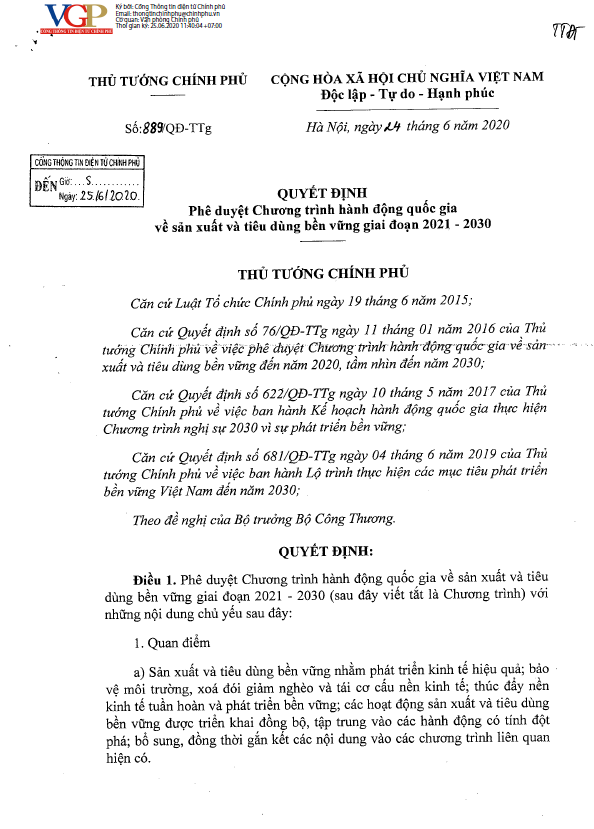 VGP
CỔNG THÔNG TIN ĐIỆN TỬ CHÍNH PHỦ
Ký bởi: Cổng Thông tin điện tử Chính phủ
Email: thongtinchinhphu@chinhphu.vn
Cơ quan: Văn phòng Chính phủ
Thời gian ký: 25.06.2020 11:40:04 +07:00
THỦ TƯỚNG CHÍNH PHỦ
CỘNG HÒA XÃ HỘI CHỦ NGHĨA VIỆT NAM
Độc lập - Tự do - Hạnh phúc
Số: 889/QĐ-TTg
Hà Nội, ngày 24 tháng 6 năm 2020
CỔNG THÔNG TIN ĐIỆN TỬ CHÍNH PHỦ
ĐẾN Giờ: ...S............
Ngày: 25/6/2020.
QUYẾT ĐỊNH
Phê duyệt Chương trình hành động quốc gia
về sản xuất và tiêu dùng bền vững giai đoạn 2021 - 2030
THỦ TƯỚNG CHÍNH PHỦ
Căn cứ Luật Tổ chức Chính phủ ngày 19 tháng 6 năm 2015;
Căn cứ Quyết định số 76/QĐ-TTg ngày 11 tháng 01 năm 2016 của Thủ
tướng Chính phủ về việc phê duyệt Chương trình hành động quốc gia về sản
xuất và tiêu dùng bền vững đến năm 2020, tầm nhìn đến năm 2030;
Căn cứ Quyết định số 622/QĐ-TTg ngày 10 tháng 5 năm 2017 của Thủ
tướng Chính phủ về việc ban hành Kế hoạch hành động quốc gia thực hiện
Chương trình nghị sự 2030 vì sự phát triển bền vững;
Căn cứ Quyết định số 681/QĐ-TTg ngày 04 tháng 6 năm 2019 của Thủ
tướng Chính phủ về việc ban hành Lộ trình thực hiện các mục tiêu phát triển
bền vững Việt Nam đến năm 2030;
Theo đề nghị của Bộ trưởng Bộ Công Thương.
QUYẾT ĐỊNH:
Điều 1. Phê duyệt Chương trình hành động quốc gia về sản xuất và tiêu
dùng bền vững giai đoạn 2021 - 2030 (sau đây viết tắt là Chương trình) với
những nội dung chủ yếu sau đây:
1. Quan điểm
a) Sản xuất và tiêu dùng bền vững nhằm phát triển kinh tế hiệu quả; bảo
vệ môi trường, xoá đói giảm nghèo và tái cơ cấu nền kinh tế; thúc đẩy nền
kinh tế tuần hoàn và phát triển bền vững; các hoạt động sản xuất và tiêu dùng
bền vững được triển khai đồng bộ, tập trung vào các hành động có tính đột
phá; bổ sung, đồng thời gắn kết các nội dung vào các chương trình liên quan
hiện có.